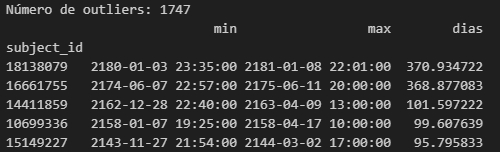 Número de outliers: 1747
min max dias
subject_id
18138079 2180-01-03 23:35:00 2181-01-08 22:01:00 370.934722
16661755 2174-06-07 22:57:00 2175-06-11 20:00:00 368.877083
14411859 2162-12-28 22:40:00 2163-04-09 13:00:00 101.597222
10699336 2158-01-07 19:25:00 2158-04-17 10:00:00 99.607639
15149227 2143-11-27 21:54:00 2144-03-02 17:00:00 95.795833